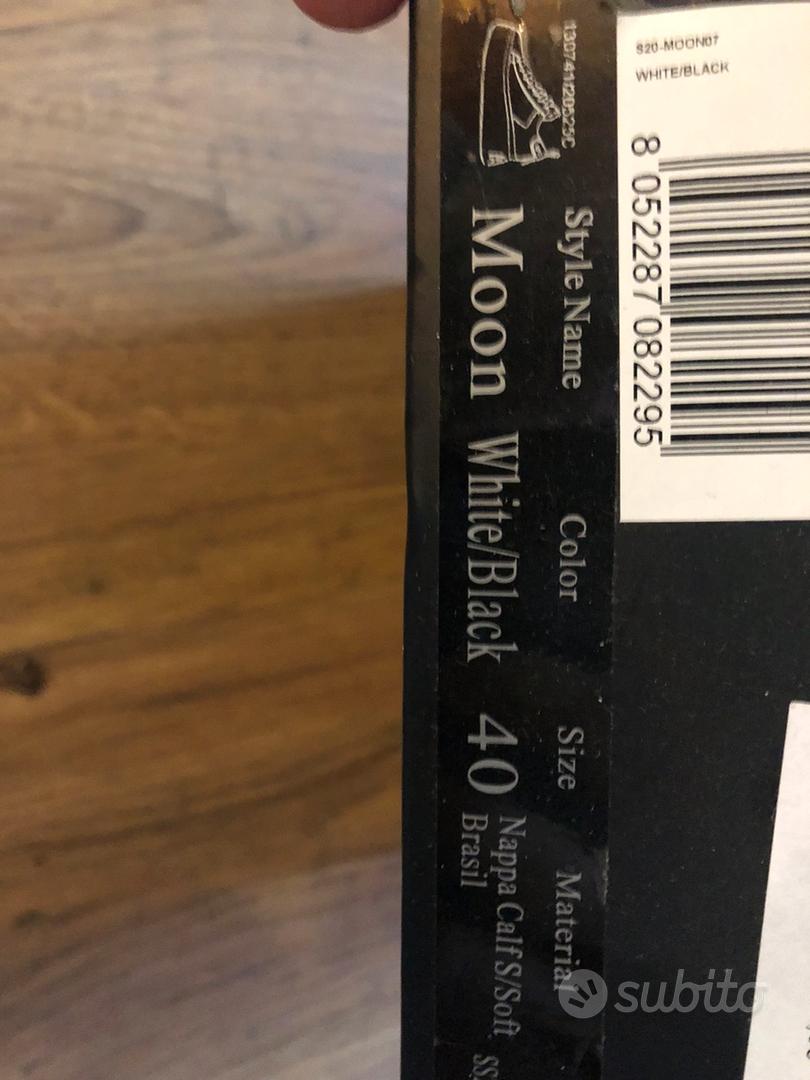 S20-MOON07
WHITE/BLACK
8 052287 082295
Style Name Color Size Material
Moon White/Black 40 Nappa Calf S/Soft
Brasil
subito